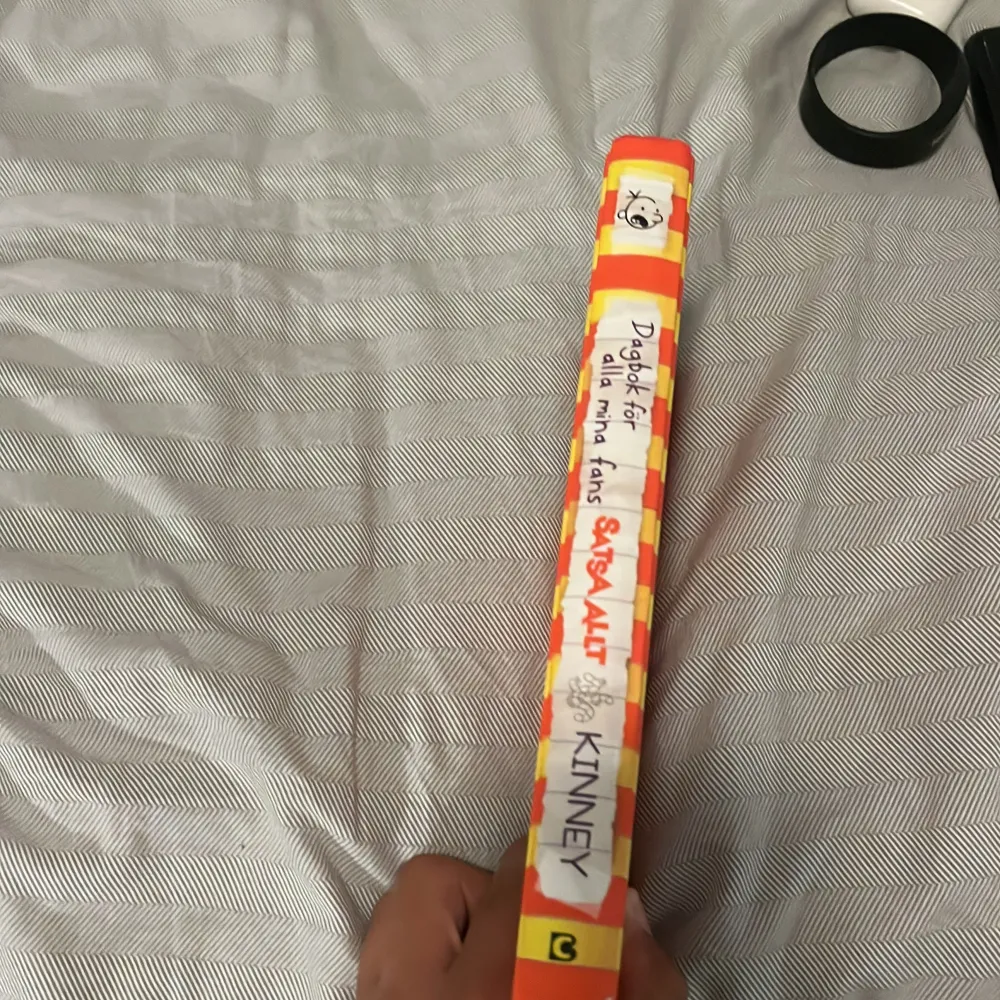 Dagbok för
alla mina fans
SATSA ALLT
KINNEY